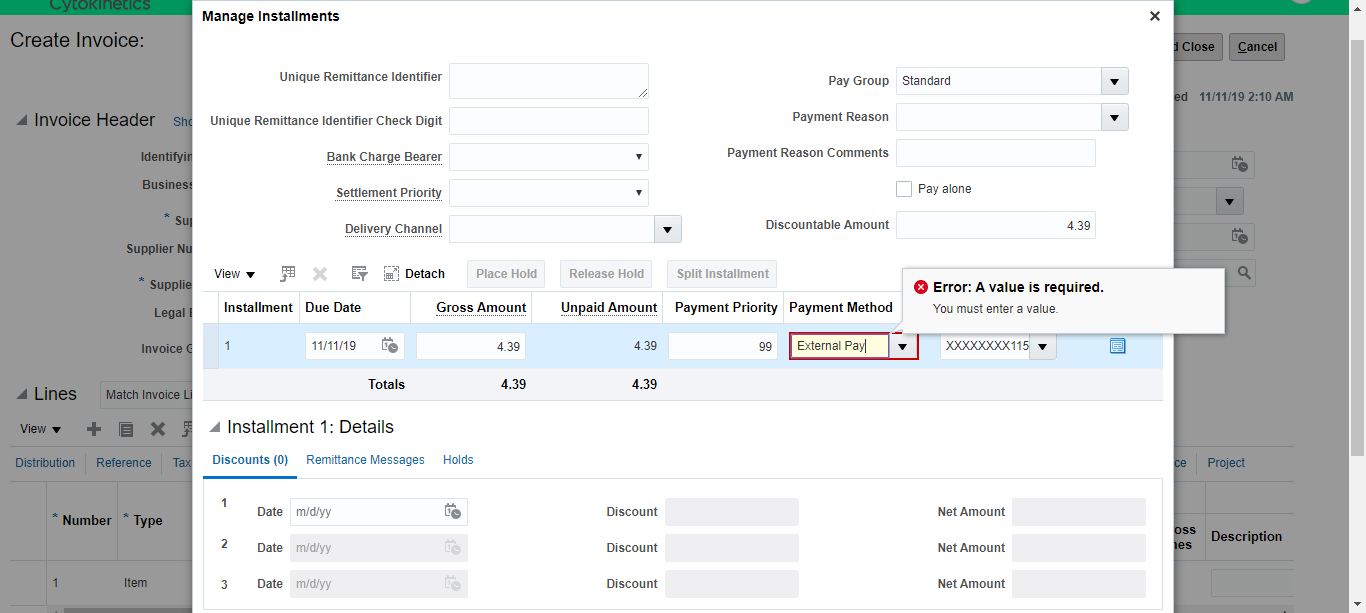 Cytokinetics
Manage Installments
Create Invoice:
d Close
Cancel
Unique Remittance Identifier
Pay Group Standard
ed 11/11/19 2:10 AM
Invoice Header Sho
Unique Remittance Identifier Check Digit
Payment Reason
Identifyin
Bank Charge Bearer
Payment Reason Comments
Business
Settlement Priority
Pay alone
* Sup
Delivery Channel
Discountable Amount 4.39
Supplier Nu
View
Detach
Place Hold
Release Hold
Split Installment
* Supplie
Error: A value is required.
You must enter a value.
Legal E
Installment Due Date Gross Amount Unpaid Amount Payment Priority Payment Method
Invoice G
1 11/11/19 4.39 4.39 99 External Pay XXXXXXXX115
Totals 4.39 4.39
Lines Match Invoice Li
View
Installment 1: Details
Distribution Reference Tax
Discounts (0) Remittance Messages Holds
ce Project
1 Date m/d/yy Discount Net Amount
* Number * Type
oss
nes
Description
2 Date m/d/yy Discount Net Amount
1 Item
3 Date m/d/yy Discount Net Amount